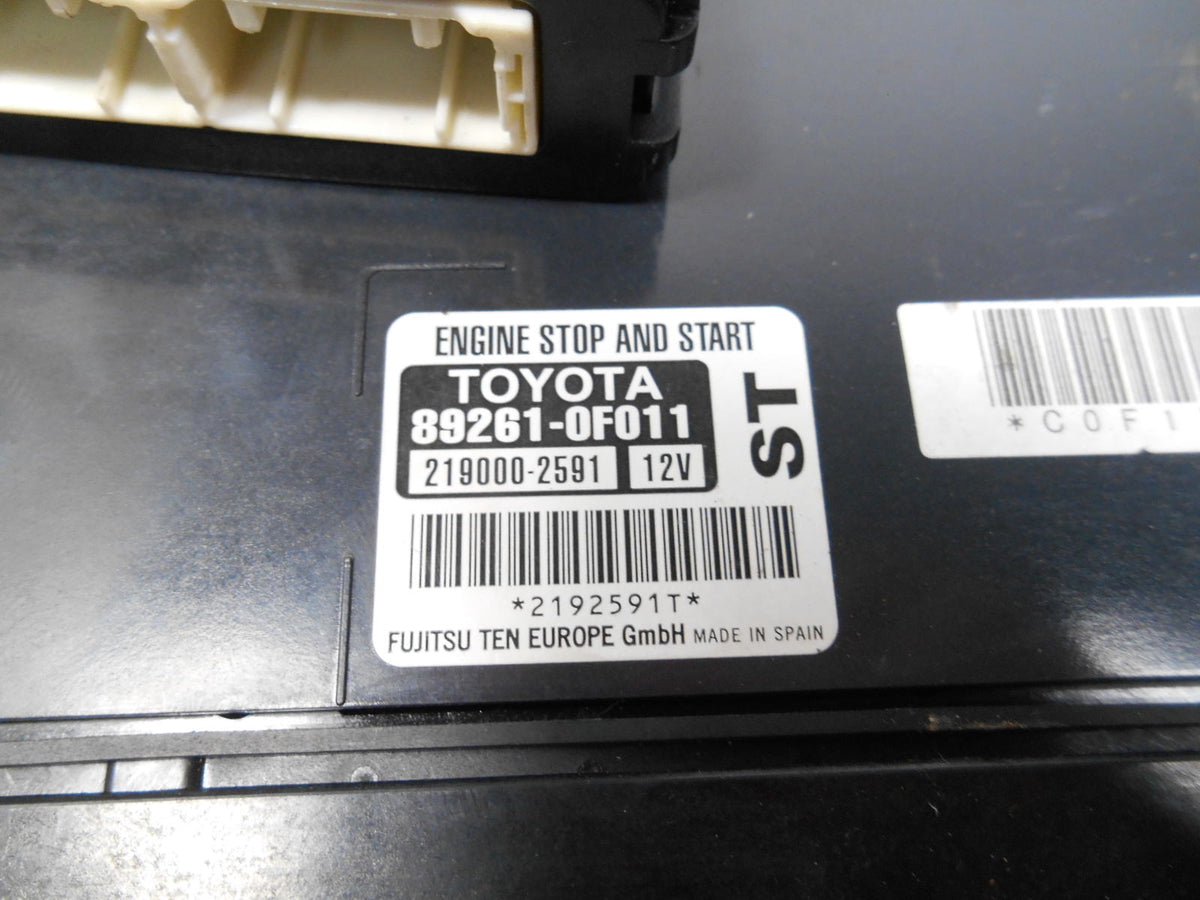 ENGINE STOP AND START
TOYOTA
89261-0F011
219000-2591 12V
ST
*2192591T*
FUJiTSU TEN EUROPE GmbH MADE IN SPAIN
*C0F1